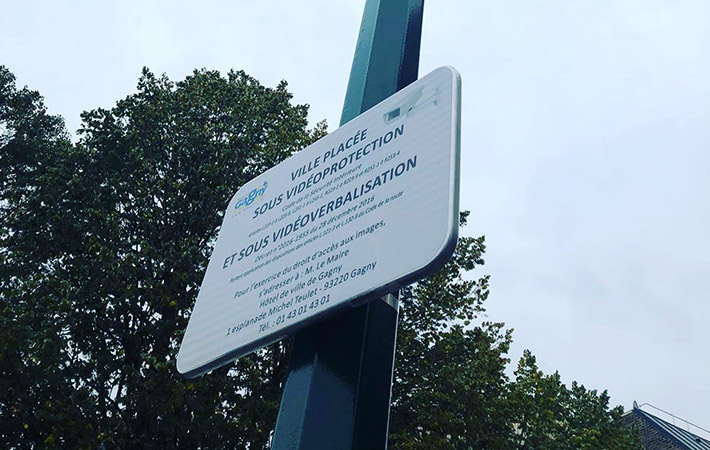 gagny
VILLE PLACÉE
SOUS VIDÉOPROTECTION
Code de la Sécurité Intérieure
ET SOUS VIDÉOVERBALISATION
Décret n°2016-1955 du 28 décembre 2016
Pour l'exercice du droit d'accès aux images,
s'adresser à : M. Le Maire
Hôtel de ville de Gagny
1 esplanade Michel Teulet - 93220 Gagny
Tél. : 01 43 01 43 01